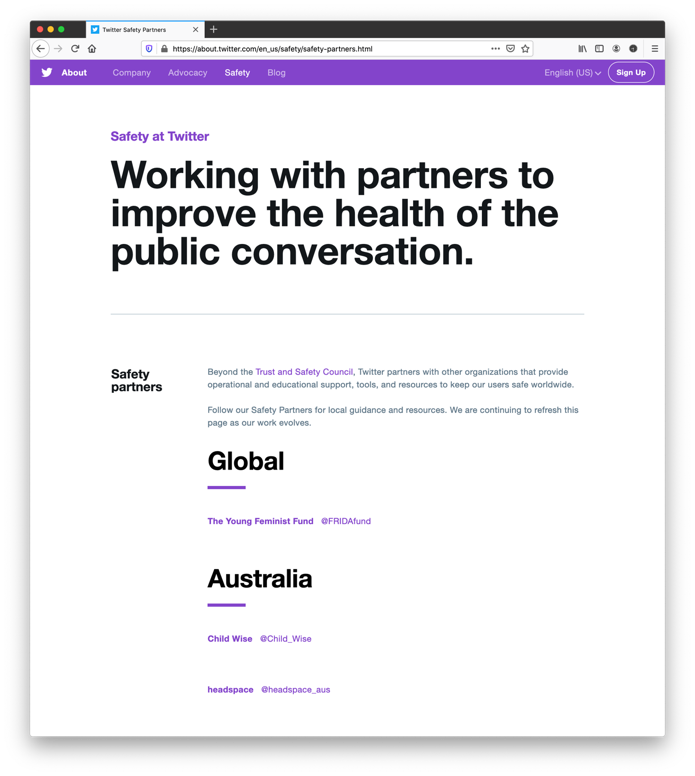 Twitter Safety Partners
https://about.twitter.com/en_us/safety/safety-partners.html
About Company Advocacy Safety Blog English (US) Sign Up
Safety at Twitter
Working with partners to
improve the health of the
public conversation.
Safety
partners
Beyond the Trust and Safety Council, Twitter partners with other organizations that provide
operational and educational support, tools, and resources to keep our users safe worldwide.
Follow our Safety Partners for local guidance and resources. We are continuing to refresh this
page as our work evolves.
Global
The Young Feminist Fund @FRIDAfund
Australia
Child Wise @Child_Wise
headspace @headspace_aus